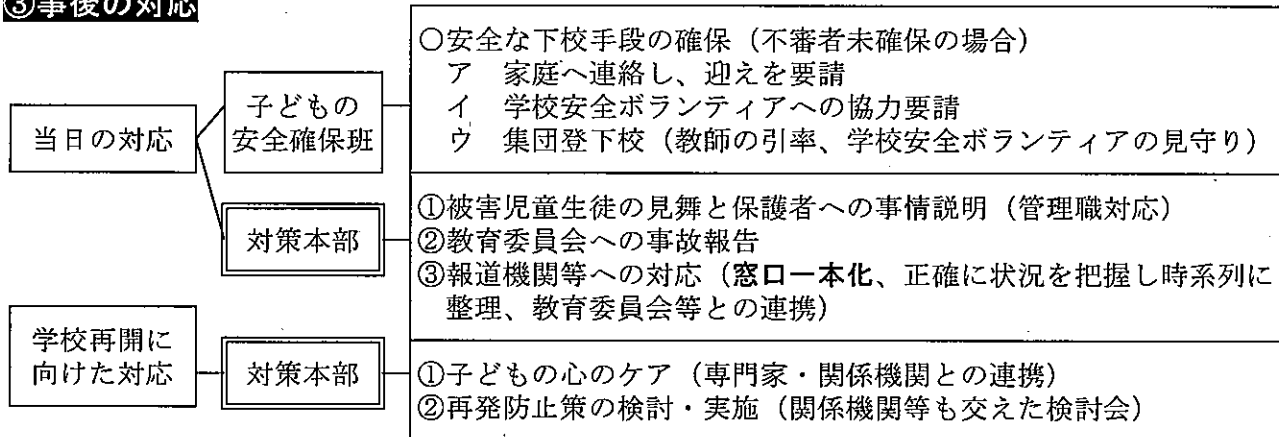 ③事後の対応
当日の対応
子どもの
安全確保班
○安全な下校手段の確保（不審者未確保の場合）
ア　家庭へ連絡し、迎えを要請
イ　学校安全ボランティアへの協力要請
ウ　集団登下校（教師の引率、学校安全ボランティアの見守り）
対策本部
①被害児童生徒の見舞と保護者への事情説明（管理職対応）
②教育委員会への事故報告
③報道機関等への対応（窓口一本化、正確に状況を把握し時系列に
整理、教育委員会等との連携）
学校再開に
向けた対応
対策本部
①子どもの心のケア（専門家・関係機関との連携）
②再発防止策の検討・実施（関係機関等も交えた検討会）